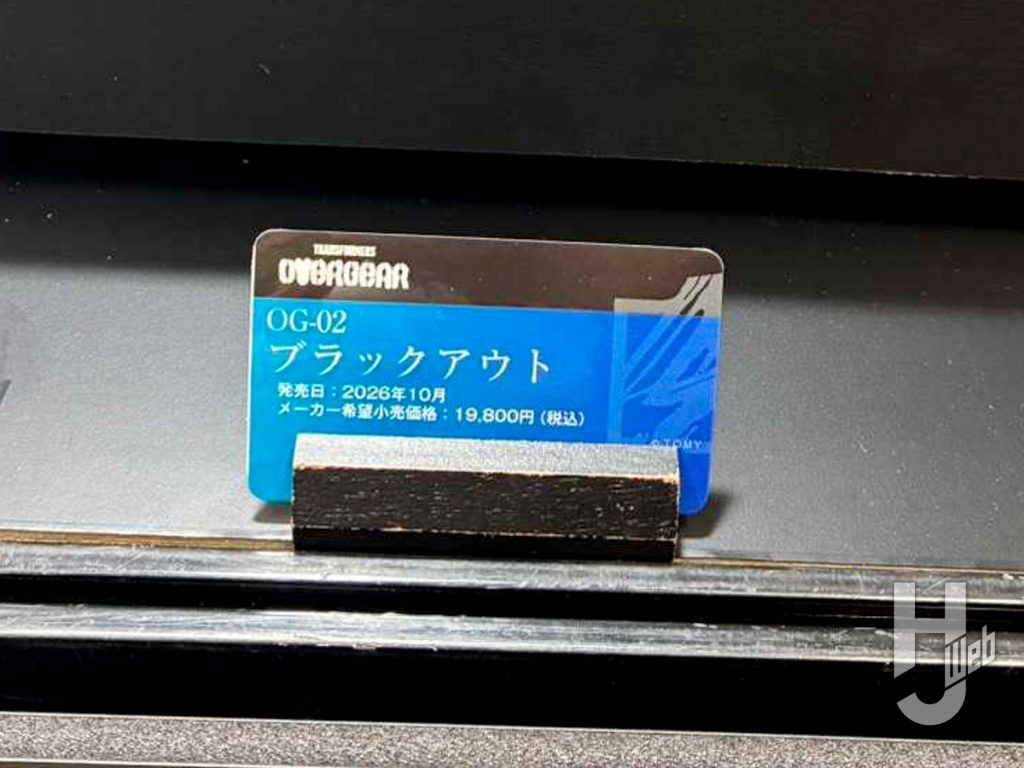 TRANSFORMERS
OVERGEAR
OG-02
ブラックアウト
発売日：2026年10月
メーカー希望小売価格：19,800円（税込）
©TOMY
HJ Web